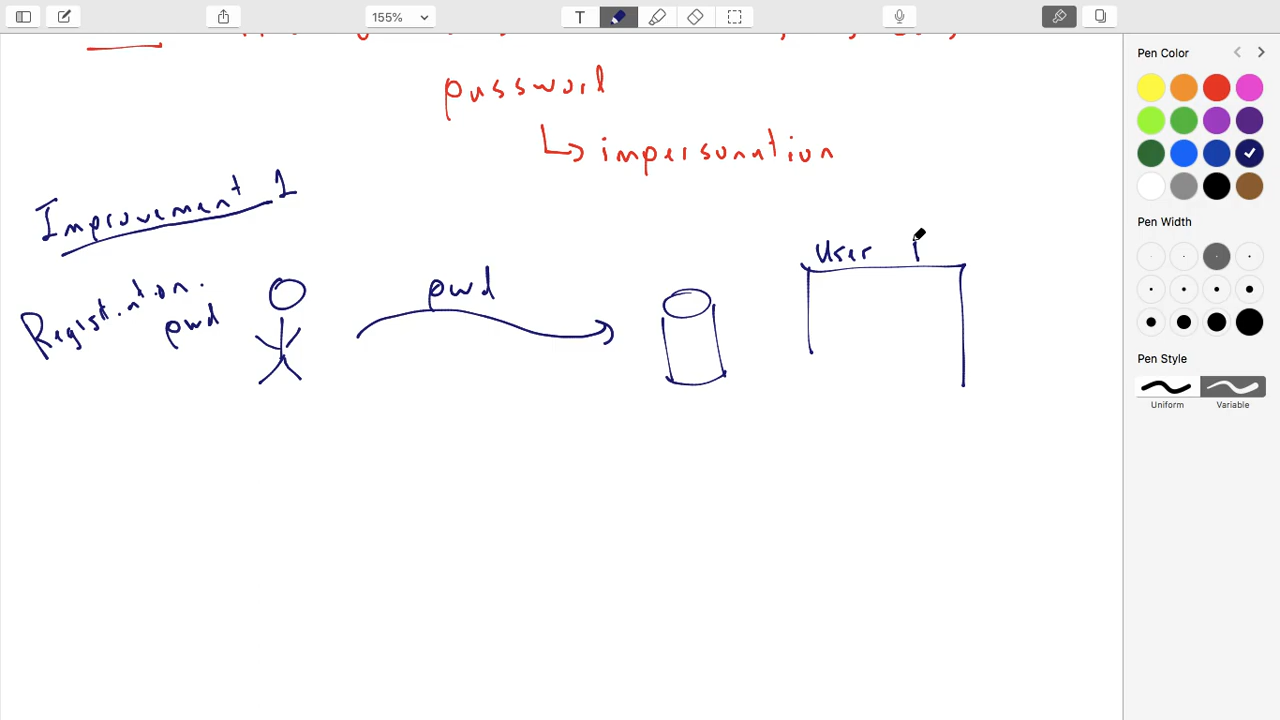 155%
T
password
impersonation
Improvement 1
Registration.
pwd
pwd
User
Pen Color
Pen Width
Pen Style
Uniform
Variable